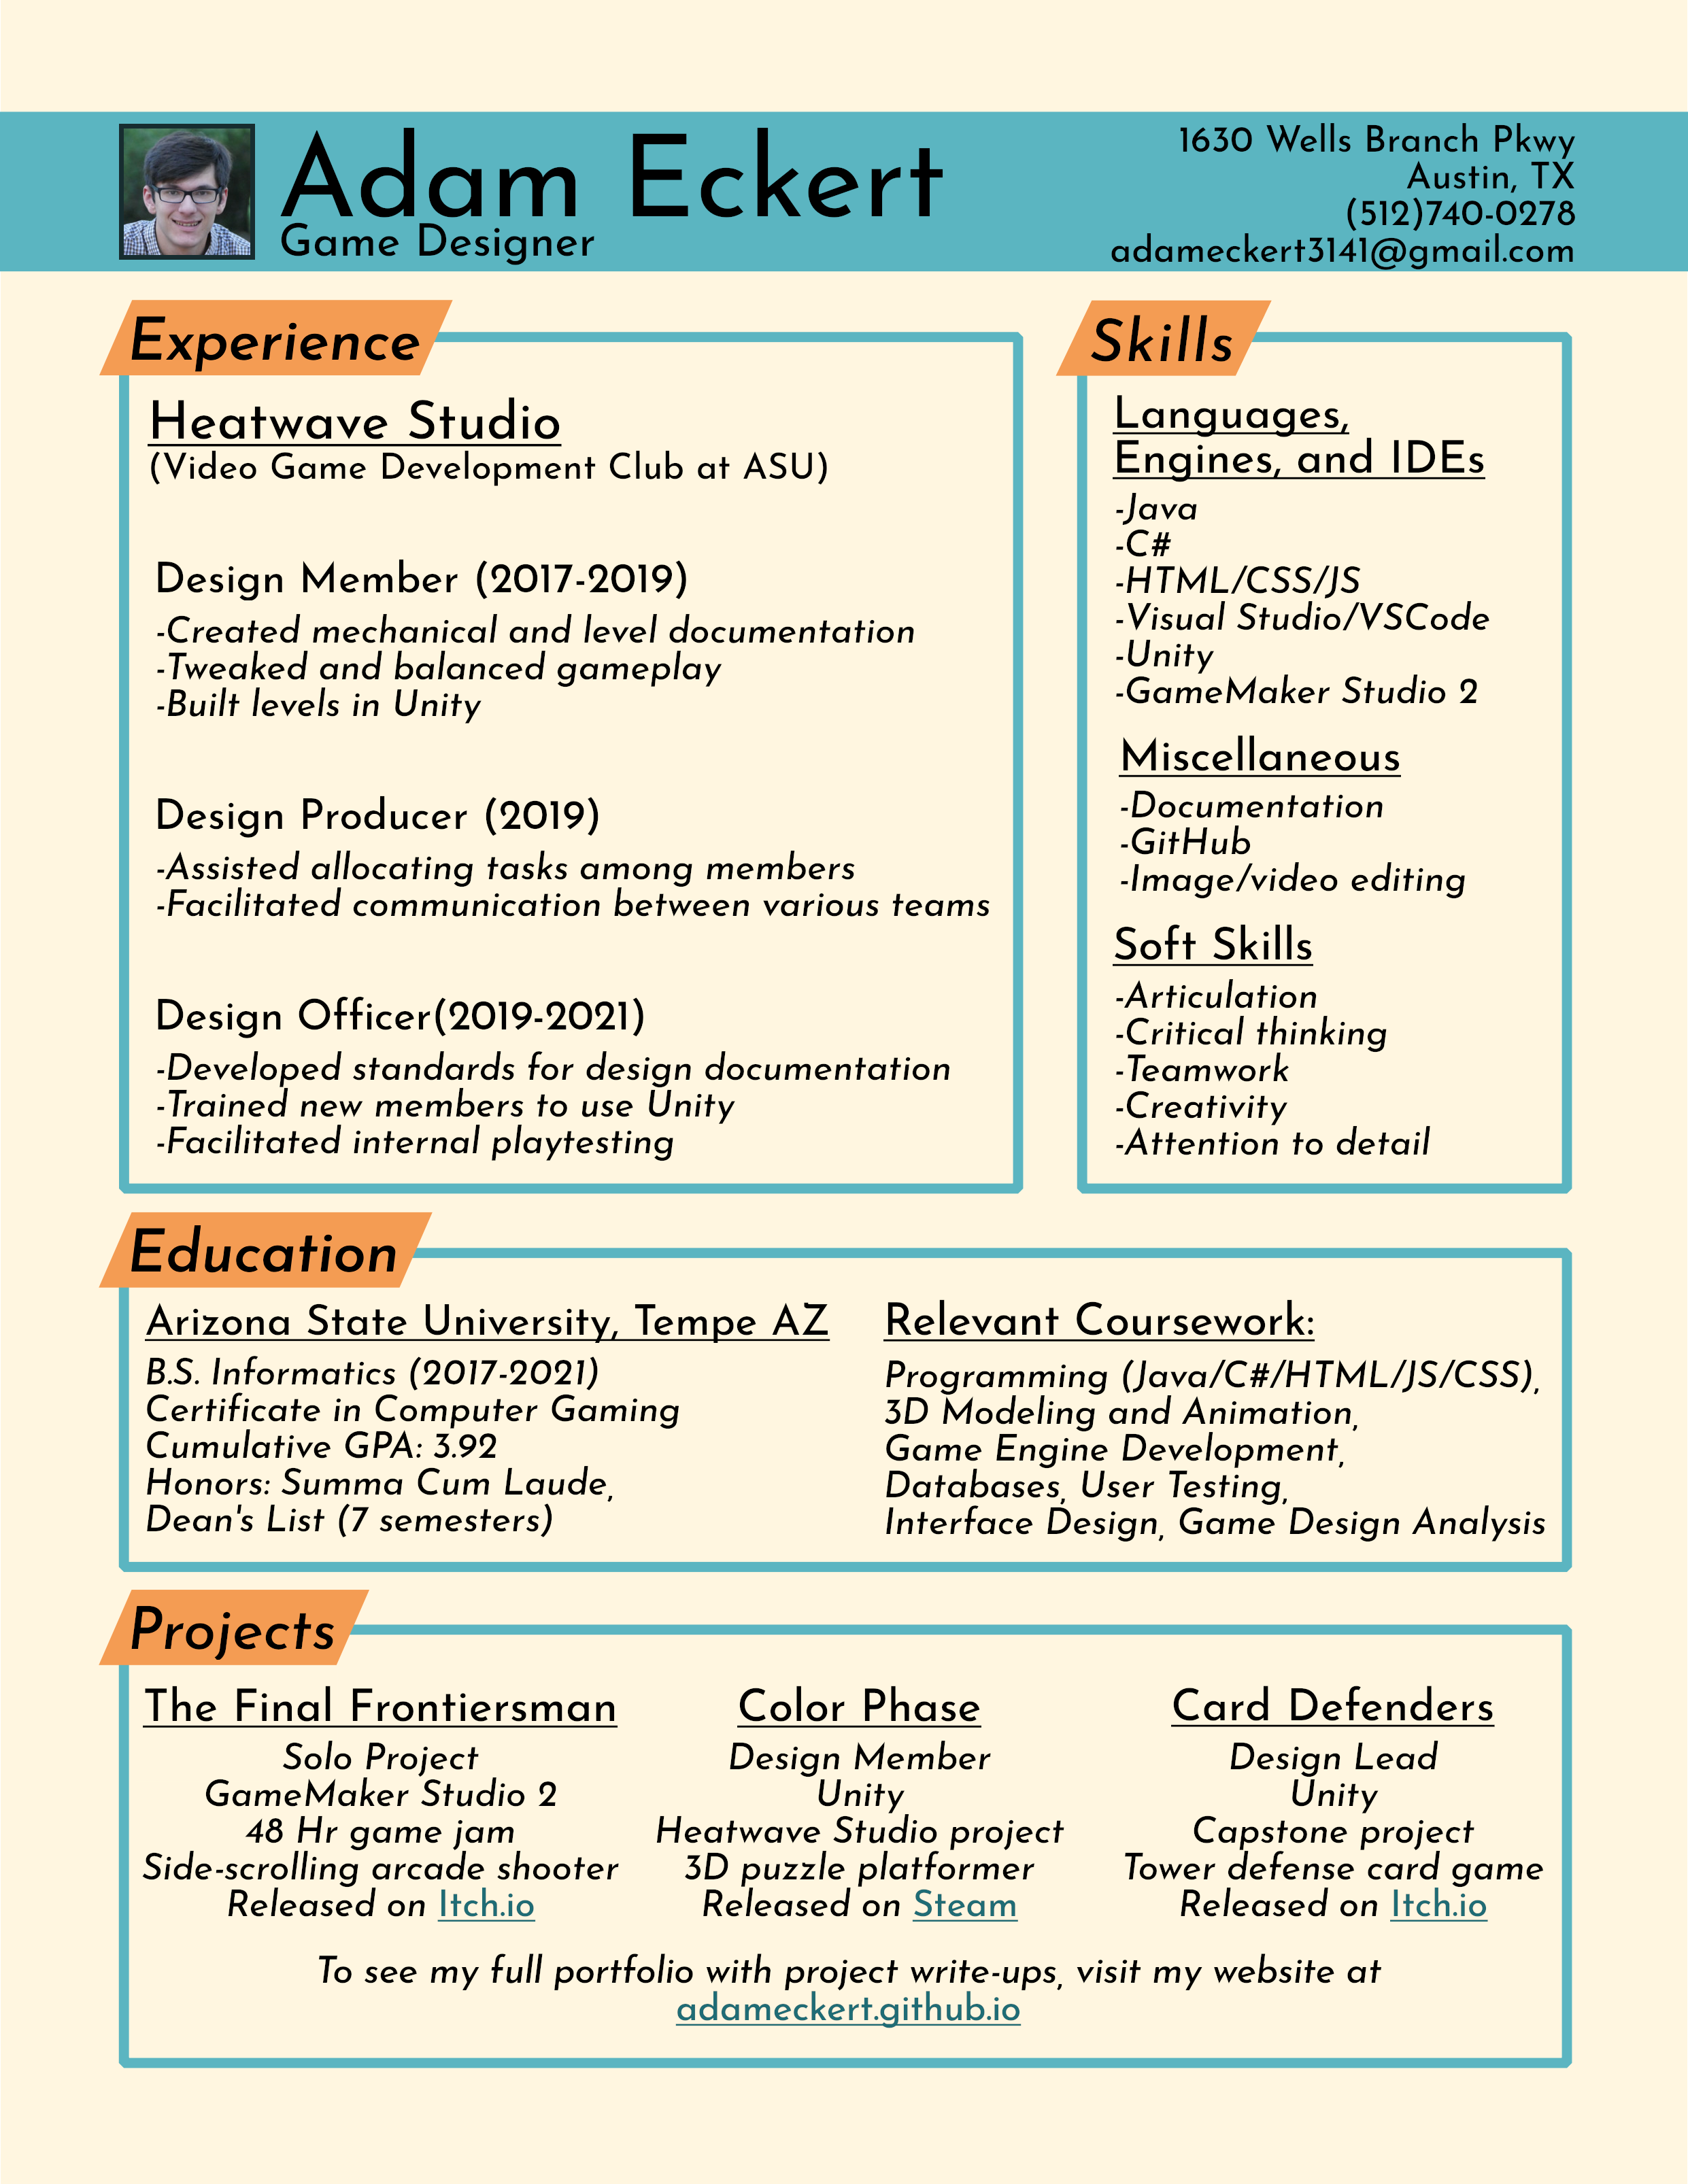 Adam Eckert
Game Designer
1630 Wells Branch Pkwy
Austin, TX
(512)740-0278
adameckert3141@gmail.com
Experience
Heatwave Studio
(Video Game Development Club at ASU)
Design Member (2017-2019)
-Created mechanical and level documentation
-Tweaked and balanced gameplay
-Built levels in Unity
Design Producer (2019)
-Assisted allocating tasks among members
-Facilitated communication between various teams
Design Officer(2019-2021)
-Developed standards for design documentation
-Trained new members to use Unity
-Facilitated internal playtesting
Skills
Languages,
Engines, and IDEs
-Java
-C#
-HTML/CSS/JS
-Visual Studio/VSCode
-Unity
-GameMaker Studio 2
Miscellaneous
-Documentation
-GitHub
-Image/video editing
Soft Skills
-Articulation
-Critical thinking
-Teamwork
-Creativity
-Attention to detail
Education
Arizona State University, Tempe AZ
B.S. Informatics (2017-2021)
Certificate in Computer Gaming
Cumulative GPA: 3.92
Honors: Summa Cum Laude,
Dean's List (7 semesters)
Relevant Coursework:
Programming (Java/C#/HTML/JS/CSS),
3D Modeling and Animation,
Game Engine Development,
Databases, User Testing,
Interface Design, Game Design Analysis
Projects
The Final Frontiersman
Solo Project
GameMaker Studio 2
48 Hr game jam
Side-scrolling arcade shooter
Released on Itch.io
Color Phase
Design Member
Unity
Heatwave Studio project
3D puzzle platformer
Released on Steam
Card Defenders
Design Lead
Unity
Capstone project
Tower defense card game
Released on Itch.io
To see my full portfolio with project write-ups, visit my website at
adameckert.github.io